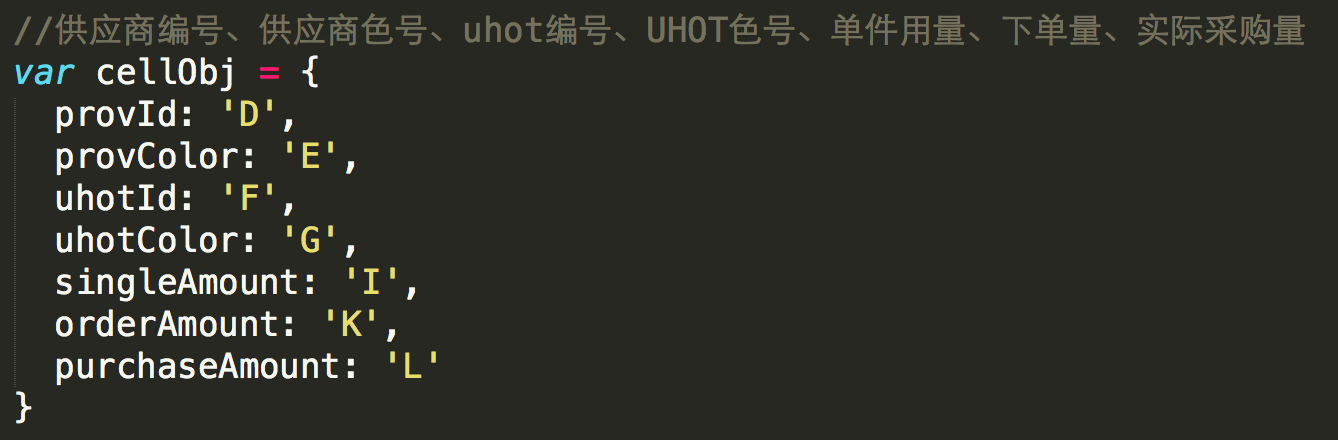 //供应商编号、供应商色号、uhot编号、UHOT色号、单件用量、下单量、实际采购量
var cellObj = {
  provId: 'D',
  provColor: 'E',
  uhotId: 'F',
  uhotColor: 'G',
  singleAmount: 'I',
  orderAmount: 'K',
  purchaseAmount: 'L'
}